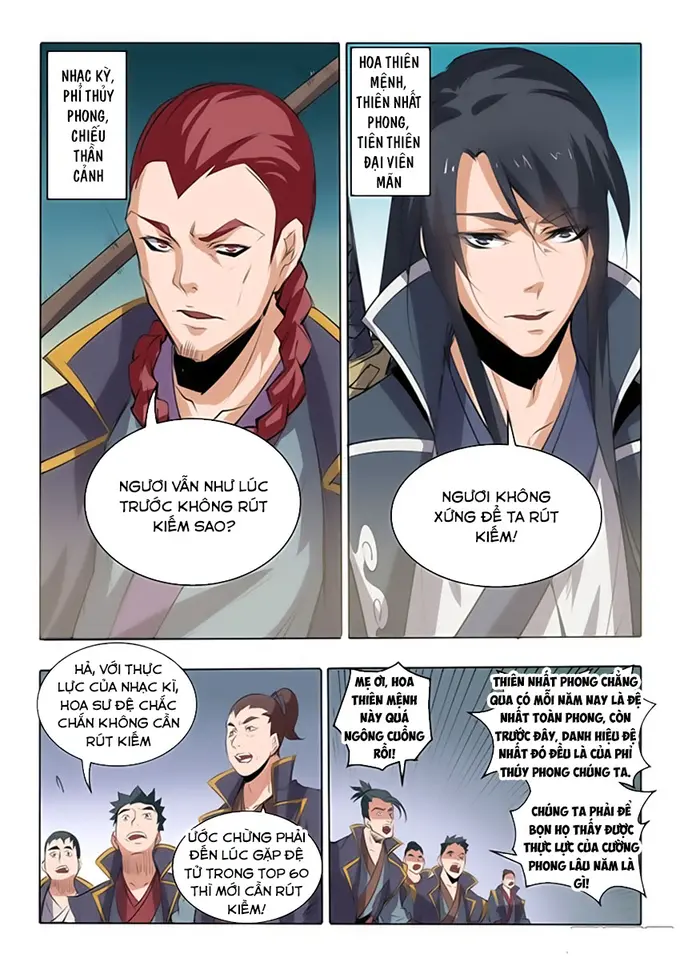 NHẠC KỲ,
PHỈ THỦY
PHONG,
CHIẾU
THẦN
CẢNH
HOA THIÊN
MỆNH,
THIÊN NHẤT
PHONG,
TIÊN THIÊN
ĐẠI VIÊN
MÃN
NGƯƠI VẪN NHƯ LÚC
TRƯỚC KHÔNG RÚT
KIẾM SAO?
NGƯƠI KHÔNG
XỨNG ĐỂ TA RÚT
KIẾM!
HẢ, VỚI THỰC
LỰC CỦA NHẠC KÌ,
HOA SƯ ĐỆ CHẮC
CHẮN KHÔNG CẦN
RÚT KIẾM
ƯỚC CHỪNG PHẢI
ĐẾN LÚC GẶP ĐỆ
TỬ TRONG TOP 60
THÌ MỚI CẦN RÚT
KIẾM!
MẸ ƠI, HOA
THIÊN MỆNH
NÀY QUÁ
NGÔNG CUỒNG
RỒI!
THIÊN NHẤT PHONG CHẲNG
QUA CÓ MỖI NĂM NAY LÀ ĐỆ
NHẤT TOÀN PHONG, CÒN
TRƯỚC ĐÂY, DANH HIỆU ĐỆ
NHẤT ĐÓ ĐỀU LÀ CỦA PHỈ
THÚY PHONG CHÚNG TA.
CHÚNG TA PHẢI ĐỂ
BỌN HỌ THẤY ĐƯỢC
THỰC LỰC CỦA CƯỜNG
PHONG LÂU NĂM LÀ
GÌ!